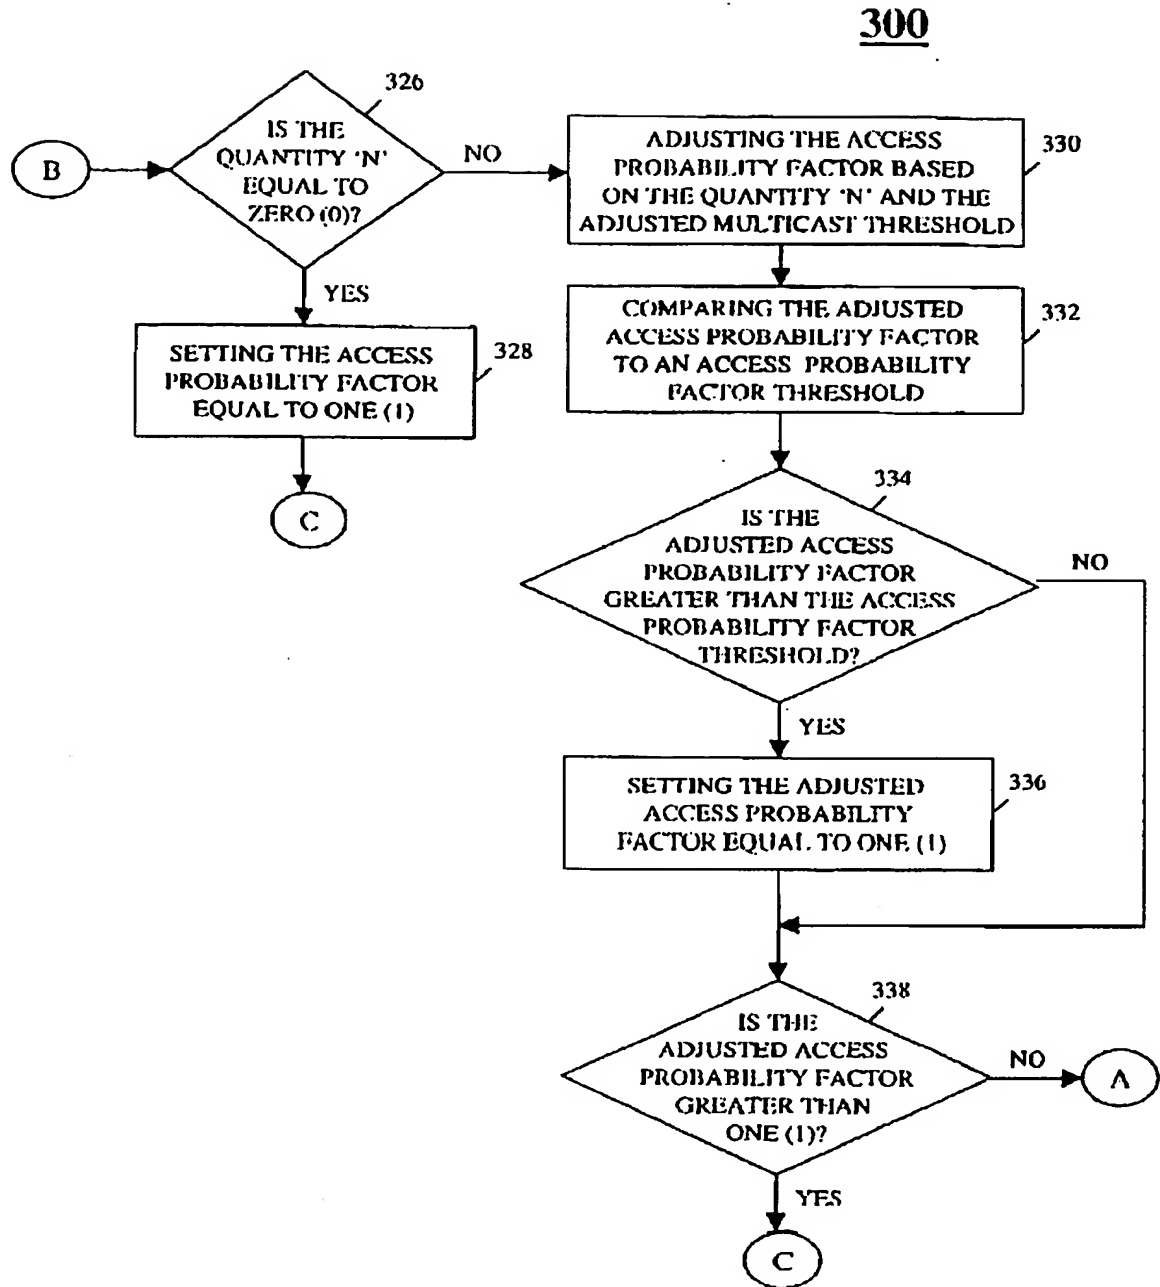 300
326
IS THE
QUANTITY 'N'
EQUAL TO
ZERO (0)?
B
NO
YES
330
ADJUSTING THE ACCESS
PROBABILITY FACTOR BASED
ON THE QUANTITY 'N' AND THE
ADJUSTED MULTICAST THRESHOLD
328
SETTING THE ACCESS
PROBABILITY FACTOR
EQUAL TO ONE (1)
C
332
COMPARING THE ADJUSTED
ACCESS PROBABILITY FACTOR
TO AN ACCESS PROBABILITY
FACTOR THRESHOLD
334
IS THE
ADJUSTED ACCESS
PROBABILITY FACTOR
GREATER THAN THE ACCESS
PROBABILITY FACTOR
THRESHOLD?
NO
YES
336
SETTING THE ADJUSTED
ACCESS PROBABILITY
FACTOR EQUAL TO ONE (1)
338
IS THE
ADJUSTED ACCESS
PROBABILITY FACTOR
GREATER THAN
ONE (1)?
NO
A
YES
C